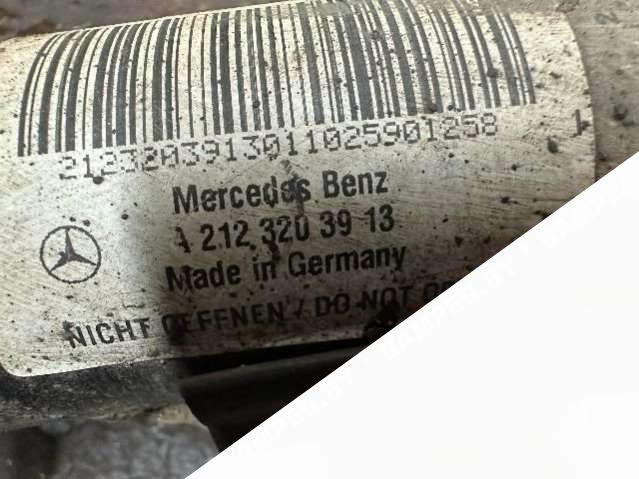 2123203913011025901258
Mercedes Benz
A 212 320 39 13
Made in Germany
NICHT OEFFNEN / DO NOT